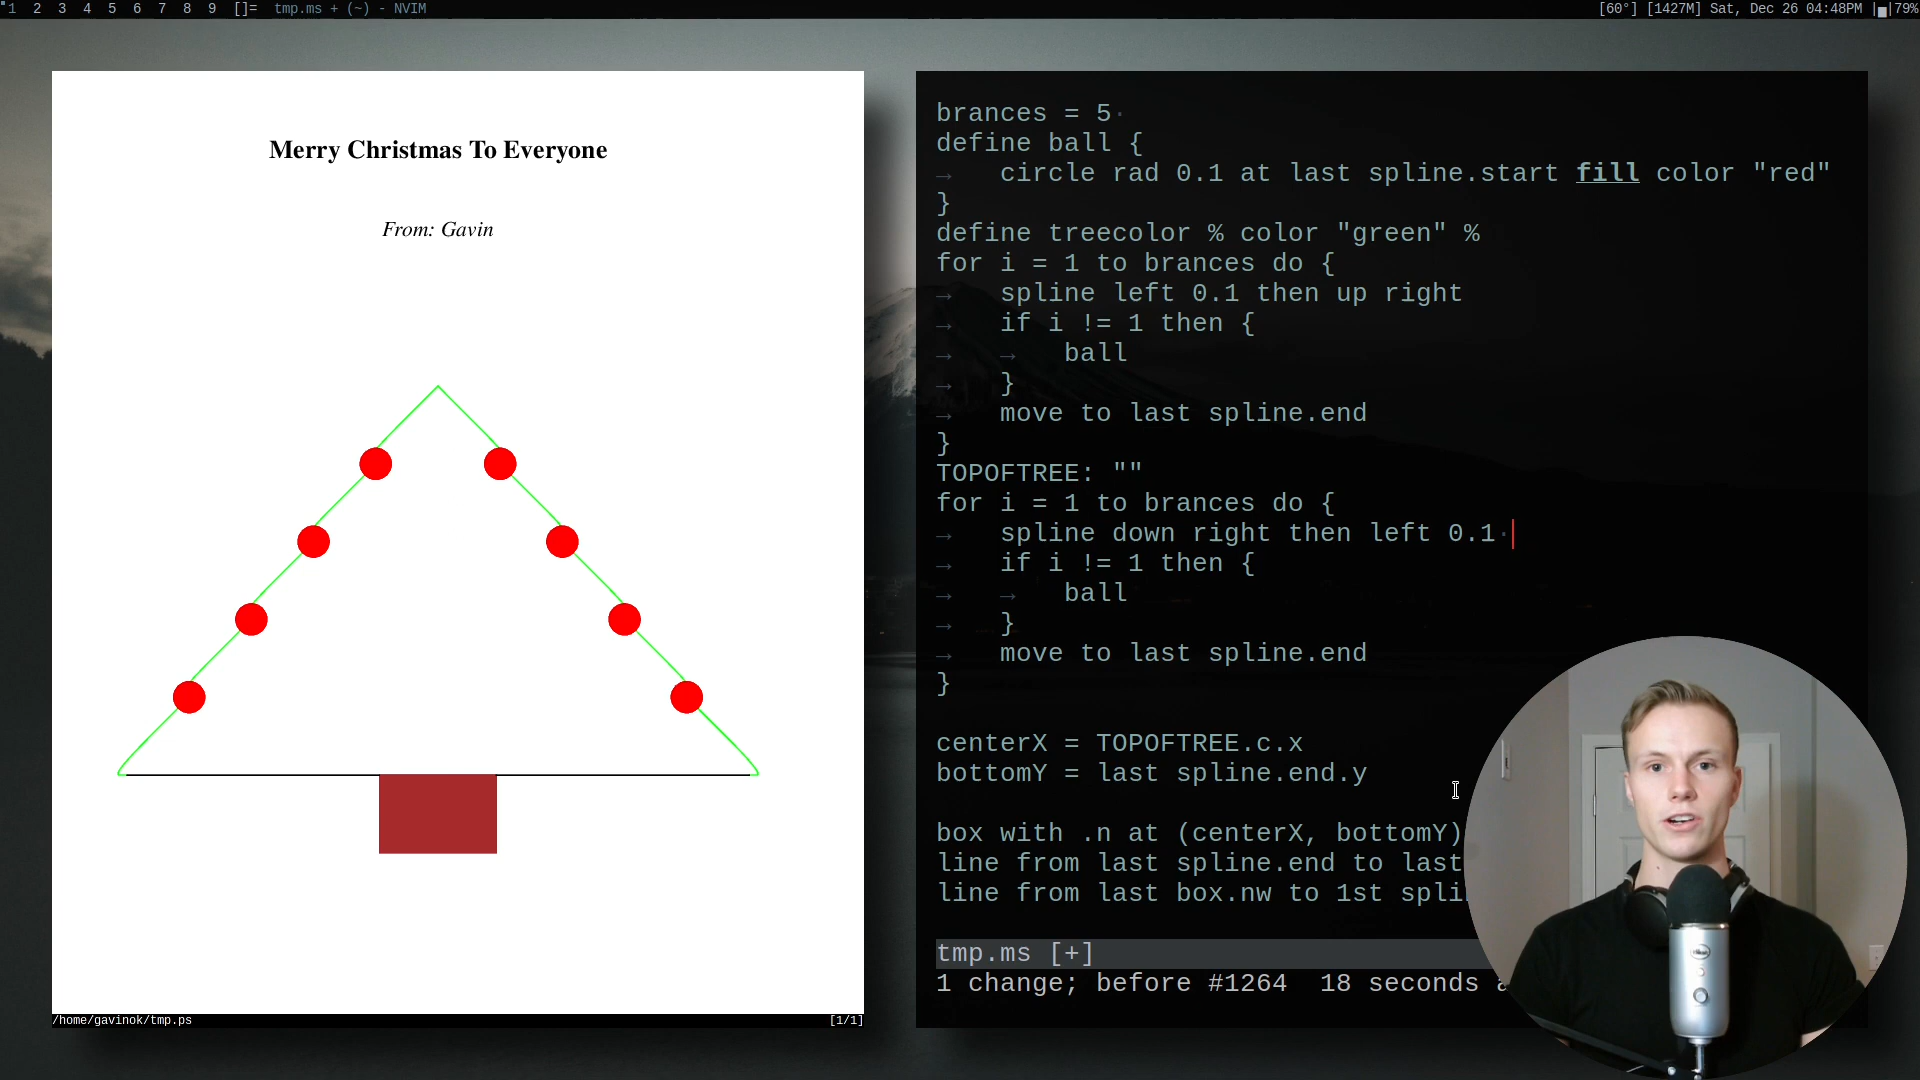 1 2 3 4 5 6 7 8 9 []= tmp.ms + (~) - NVIM
[60°] [1427M] Sat, Dec 26 04:48PM | |79%
Merry Christmas To Everyone
From: Gavin
/home/gavinok/tmp.ps [1/1]
brances = 5·
define ball {
→ circle rad 0.1 at last spline.start fill color "red"
}
define treecolor % color "green" %
for i = 1 to brances do {
→ spline left 0.1 then up right
→ if i != 1 then {
→ → ball
→ }
→ move to last spline.end
}
TOPOFTREE: ""
for i = 1 to brances do {
→ spline down right then left 0.1·
→ if i != 1 then {
→ → ball
→ }
→ move to last spline.end
}
centerX = TOPOFTREE.c.x
bottomY = last spline.end.y
box with .n at (centerX, bottomY)
line from last spline.end to last
line from last box.nw to 1st
tmp.ms [+]
1 change; before #1264 18 seconds